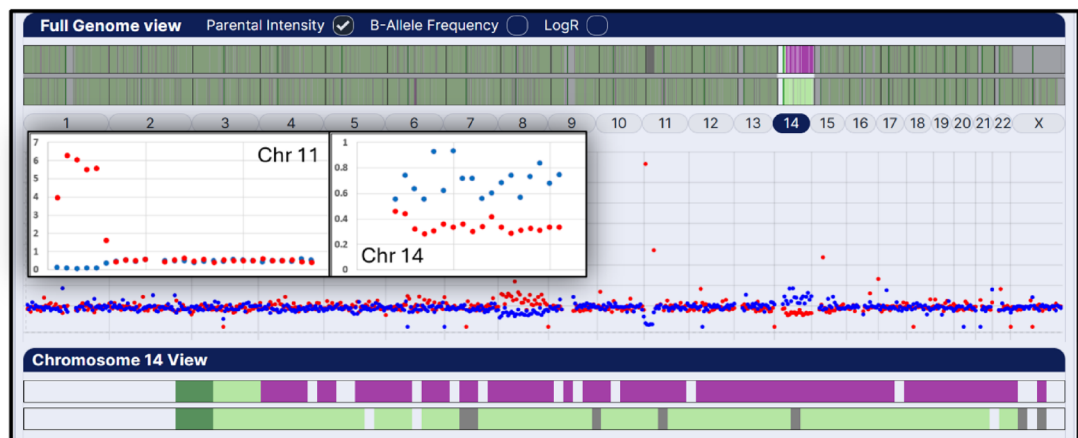 Full Genome view Parental Intensity B-Allele Frequency LogR
1 2 3 4 5 6 7 8 9 10 11 12 13 14 15 16 17 18 19 20 21 22 X
7
6
5
4
3
2
1
0
Chr 11
1
0.8
0.6
0.4
0.2
0
Chr 14
Chromosome 14 View